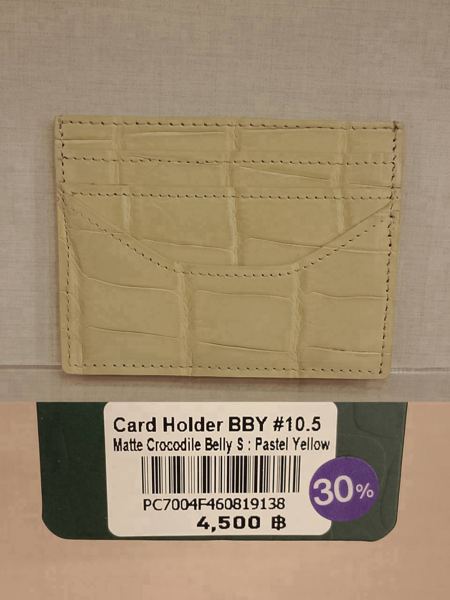 Card Holder BBY #10.5
Matte Crocodile Belly S : Pastel Yellow
PC7004F460819138
30%
4,500 ฿